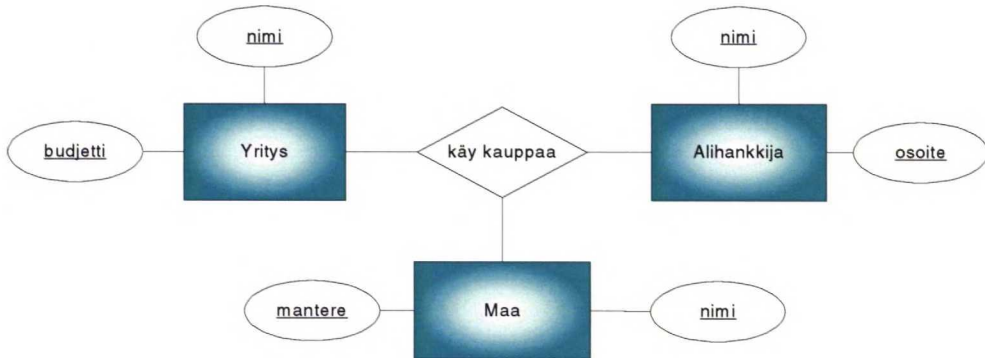 nimi
nimi
budjetti
Yritys
käy kauppaa
Alihankkija
osoite
mantere
Maa
nimi